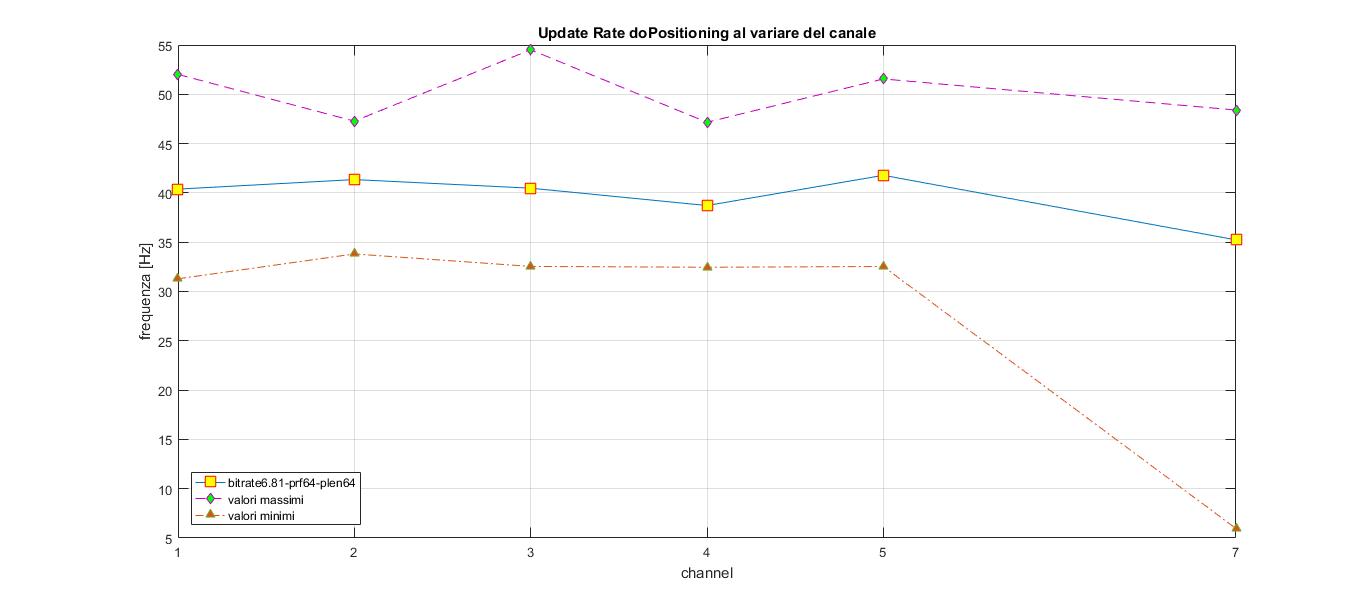 Update Rate doPositioning al variare del canale
55
50
45
40
35
30
25
20
15
10
5
frequenza [Hz]
bitrate6.81-prf64-plen64
valori massimi
valori minimi
1 2 3 4 5 7
channel